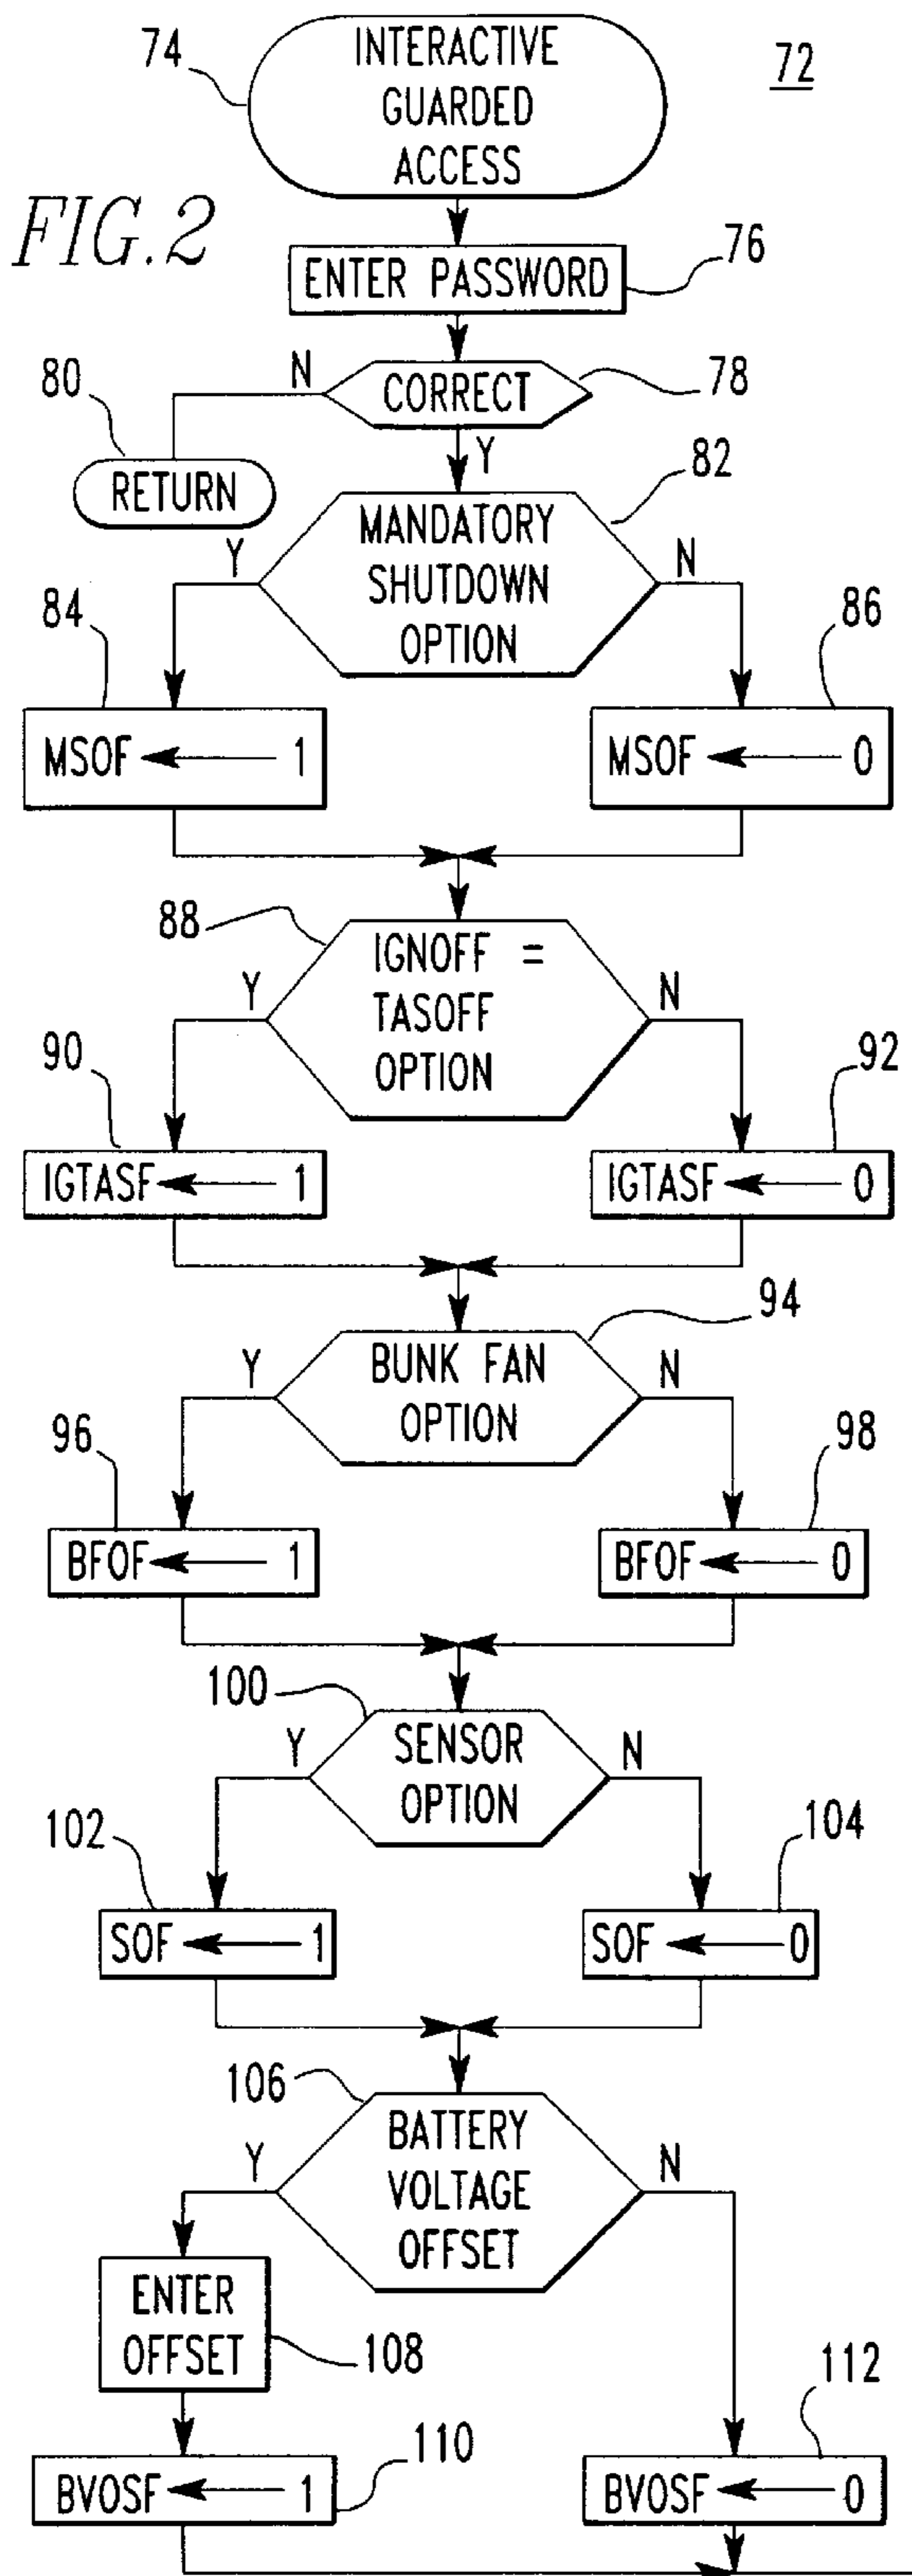 74
INTERACTIVE
GUARDED
ACCESS
72
FIG. 2
ENTER PASSWORD
76
80
N
CORRECT
78
RETURN
Y
82
Y
MANDATORY
SHUTDOWN
OPTION
N
84
86
MSOF ← 1
MSOF ← 0
88
Y
IGNOFF =
TASOFF
OPTION
N
90
92
IGTASF ← 1
IGTASF ← 0
94
Y
BUNK FAN
OPTION
N
96
98
BFOF ← 1
BFOF ← 0
100
Y
SENSOR
OPTION
N
102
104
SOF ← 1
SOF ← 0
106
Y
BATTERY
VOLTAGE
OFFSET
N
ENTER
OFFSET
108
112
110
BVOSF ← 1
BVOSF ← 0